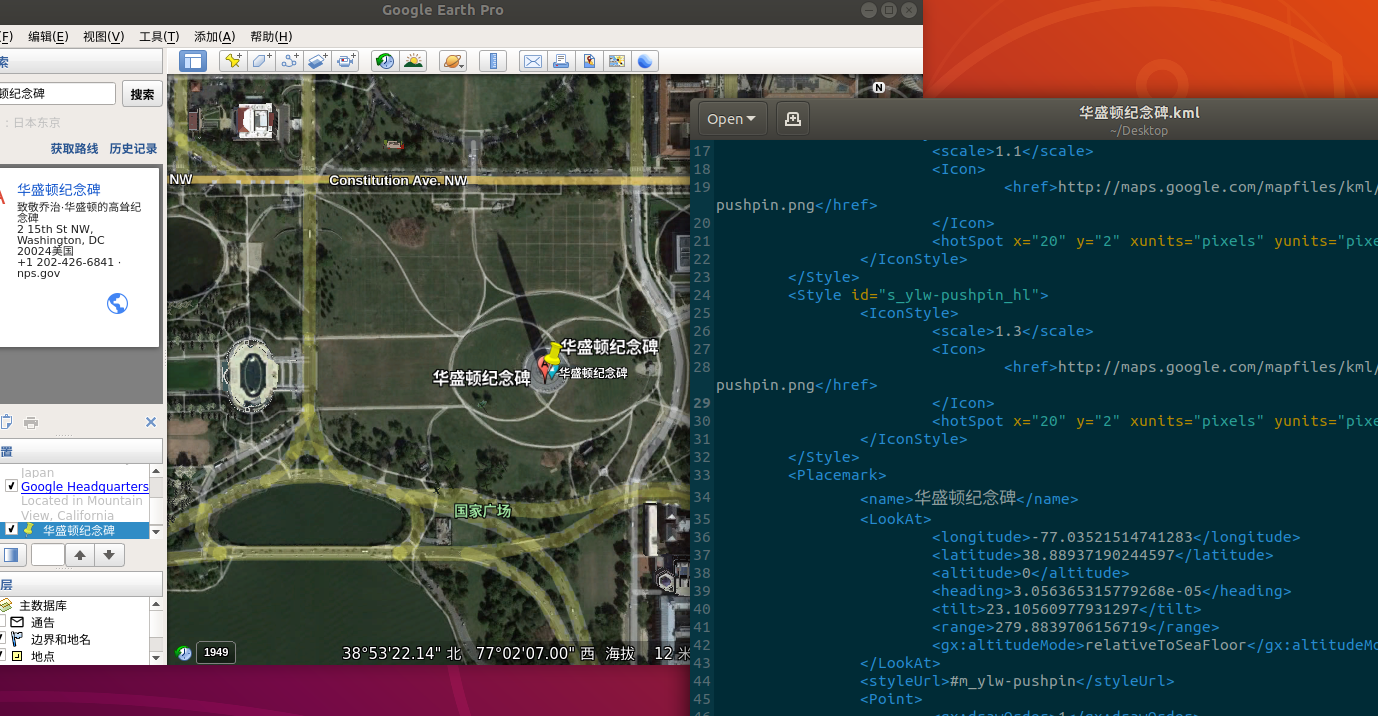 Google Earth Pro
(F) 编辑(E) 视图(V) 工具(T) 添加(A) 帮助(H)
索
顿纪念碑 搜索
：日本东京
获取路线 历史记录
华盛顿纪念碑
致敬乔治·华盛顿的高耸纪
念碑
2 15th St NW,
Washington, DC
20024美国
+1 202-426-6841 ·
nps.gov
置
Japan
Google Headquarters
Located in Mountain
View, California
华盛顿纪念碑
层
主数据库
通告
边界和地名
地点
N
NW
Constitution Ave. NW
华盛顿纪念碑
华盛顿纪念碑
华盛顿纪念碑
A
国家广场
1949
38°53'22.14" 北 77°02'07.00" 西 海拔 12 米
Open
华盛顿纪念碑.kml
~/Desktop
17 <scale>1.1</scale>
18 <Icon>
19 <href>http://maps.google.com/mapfiles/kml/
pushpin.png</href>
20 </Icon>
21 <hotSpot x="20" y="2" xunits="pixels" yunits="pixe
22 </IconStyle>
23 </Style>
24 <Style id="s_ylw-pushpin_hl">
25 <IconStyle>
26 <scale>1.3</scale>
27 <Icon>
28 <href>http://maps.google.com/mapfiles/kml/
pushpin.png</href>
29 </Icon>
30 <hotSpot x="20" y="2" xunits="pixels" yunits="pixe
31 </IconStyle>
32 </Style>
33 <Placemark>
34 <name>华盛顿纪念碑</name>
35 <LookAt>
36 <longitude>-77.03521514741283</longitude>
37 <latitude>38.88937190244597</latitude>
38 <altitude>0</altitude>
39 <heading>3.056365315779268e-05</heading>
40 <tilt>23.10560977931297</tilt>
41 <range>279.8839706156719</range>
42 <gx:altitudeMode>relativeToSeaFloor</gx:altitudeMo
43 </LookAt>
44 <styleUrl>#m_ylw-pushpin</styleUrl>
45 <Point>
46 <gx:drawOrder>1</gx:drawOrder>